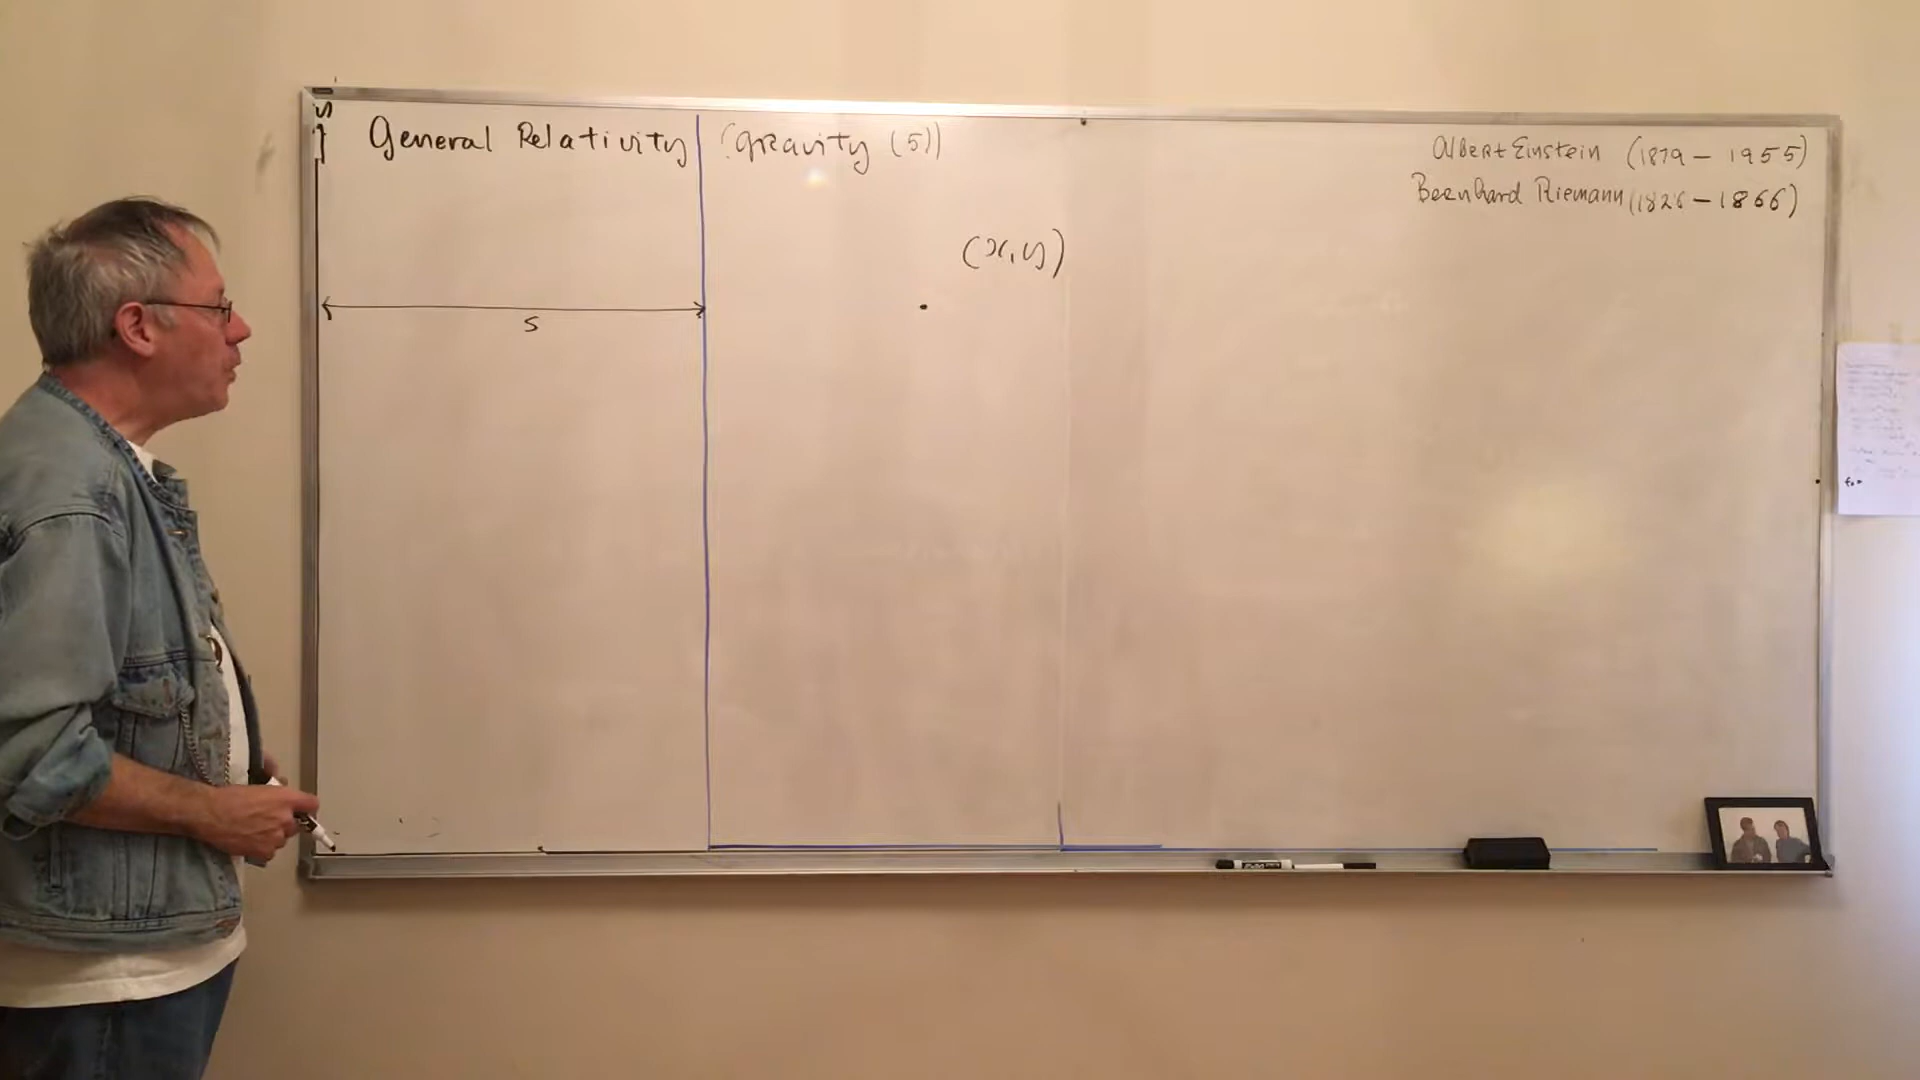 General Relativity (Gravity (5))
Albert Einstein (1879 – 1955)
Bernhard Riemann (1826 – 1866)
(x, y)
s
s